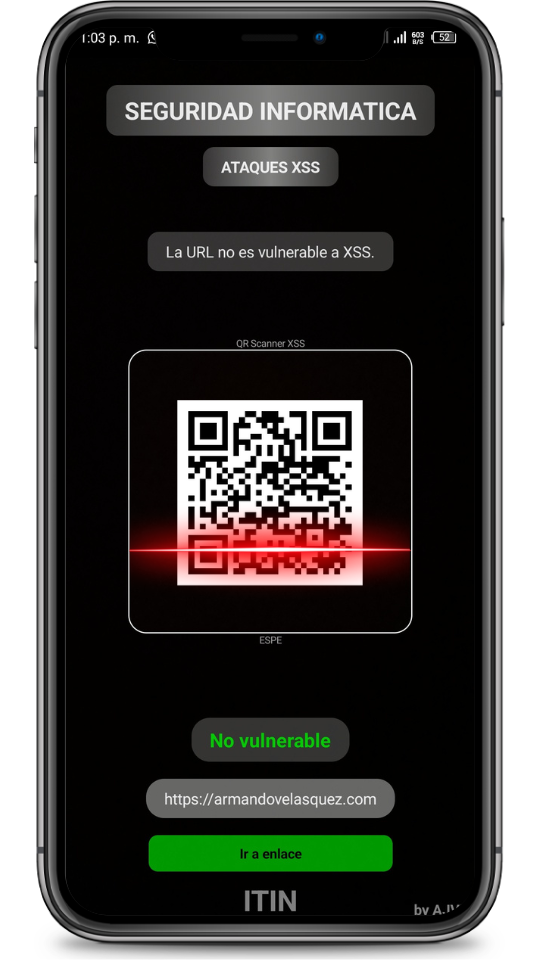 1:03 p. m.
603
B/S
52
SEGURIDAD INFORMATICA
ATAQUES XSS
La URL no es vulnerable a XSS.
QR Scanner XSS
ESPE
No vulnerable
https://armandovelasquez.com
Ir a enlace
ITIN
by